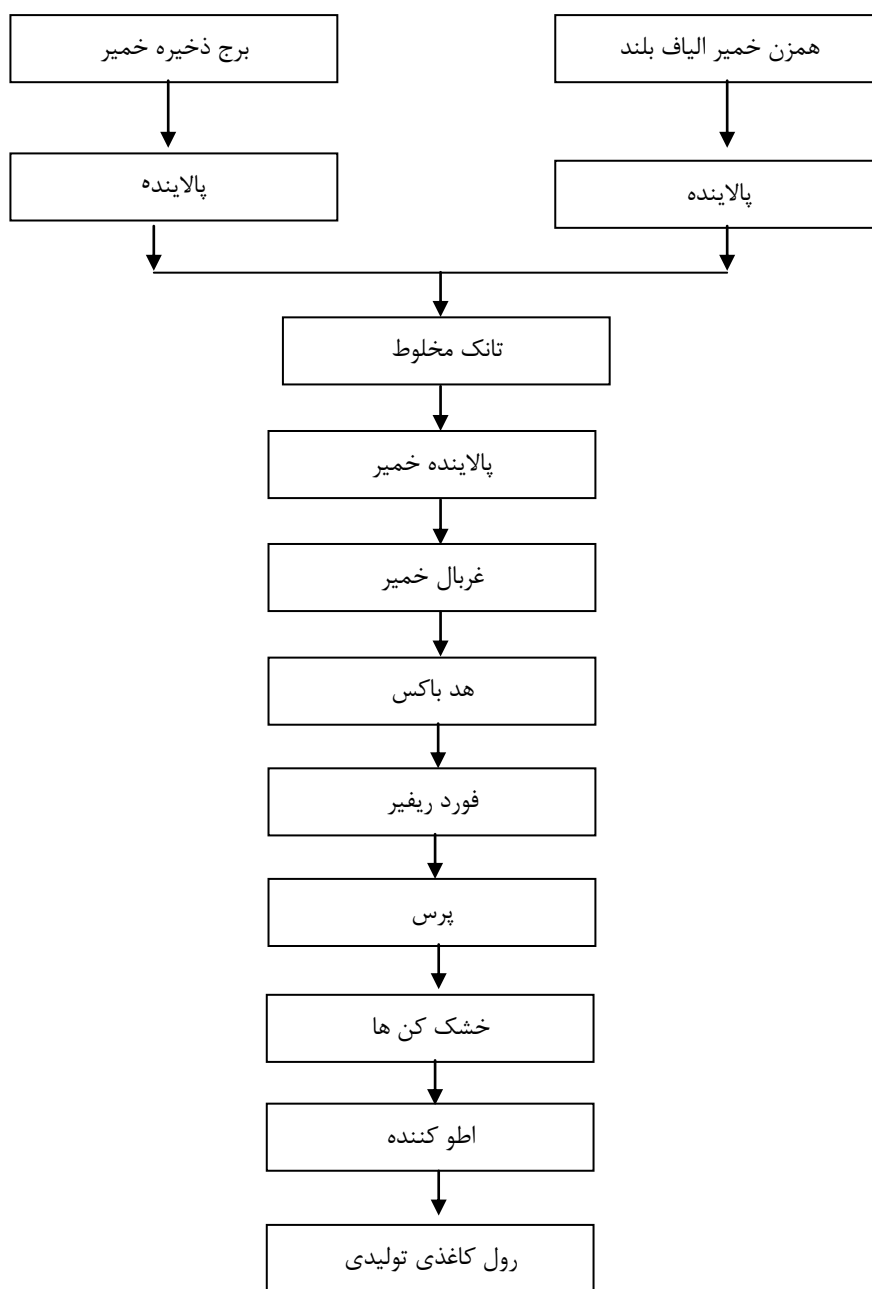 همزن خمیر الیاف بلند
برج ذخیره خمیر
پالاینده
پالاینده
تانک مخلوط
پالاینده خمیر
غربال خمیر
هد باکس
فورد ریفیر
پرس
خشک کن ها
اطو کننده
رول کاغذی تولیدی